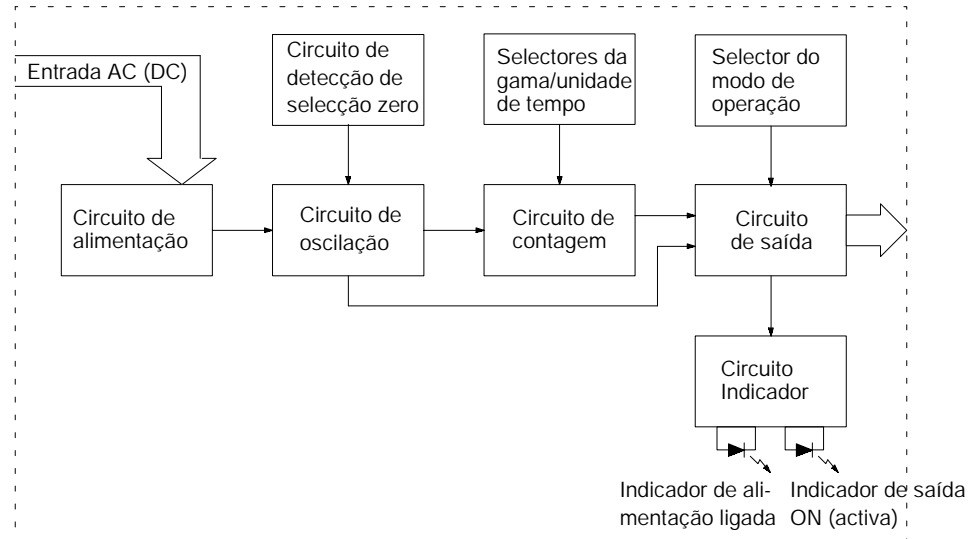 Entrada AC (DC)
Circuito de
detecção de
selecção zero
Selectores da
gama/unidade
de tempo
Selector do
modo de
operação
Circuito de
alimentação
Circuito de
oscilação
Circuito de
contagem
Circuito
de saída
Circuito
Indicador
Indicador de ali-
mentação ligada
Indicador de saída
ON (activa)